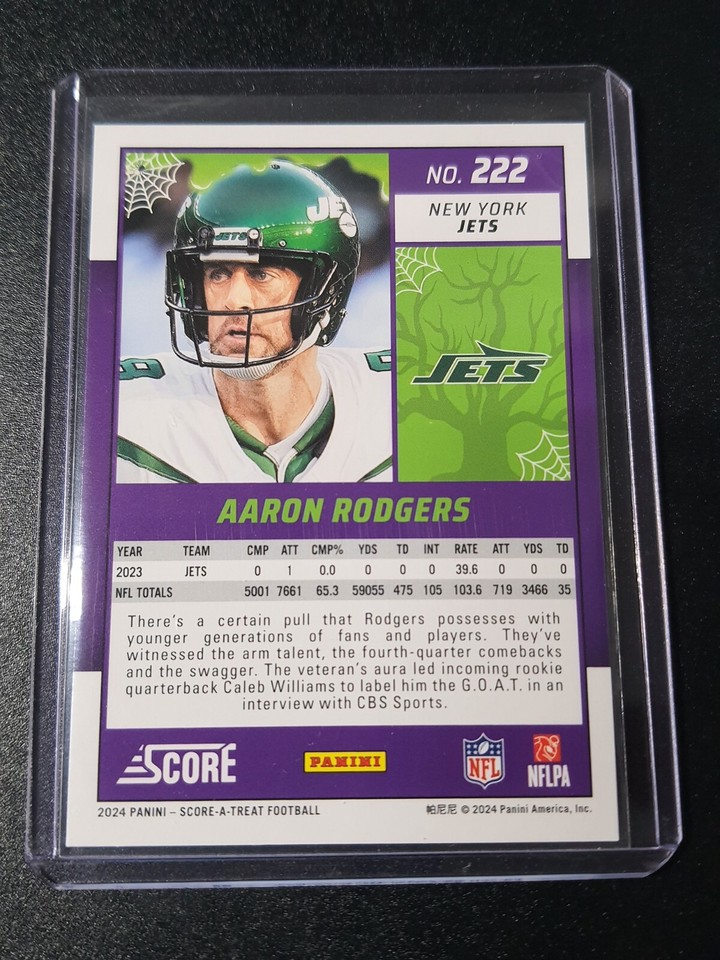 NO. 222
NEW YORK
JETS
JETS
JE
JETS
9
AARON RODGERS
YEAR TEAM CMP ATT CMP% YDS TD INT RATE ATT YDS TD
2023 JETS 0 1 0.0 0 0 0 39.6 0 0 0
NFL TOTALS 5001 7661 65.3 59055 475 105 103.6 719 3466 35
There's a certain pull that Rodgers possesses with
younger generations of fans and players. They've
witnessed the arm talent, the fourth-quarter comebacks
and the swagger. The veteran's aura led incoming rookie
quarterback Caleb Williams to label him the G.O.A.T. in an
interview with CBS Sports.
SCORE PANINI NFL NFLPA
2024 PANINI – SCORE-A-TREAT FOOTBALL 帕尼尼 © 2024 Panini America, Inc.